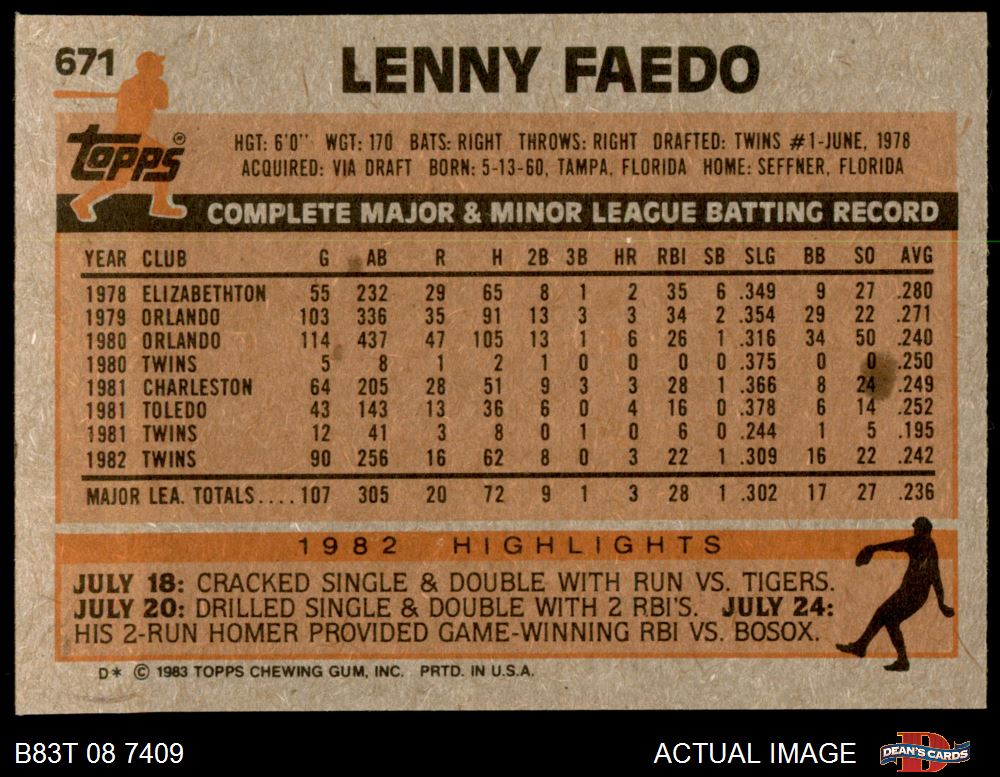 671
LENNY FAEDO
topps®
HGT: 6'0'' WGT: 170 BATS: RIGHT THROWS: RIGHT DRAFTED: TWINS #1-JUNE, 1978
ACQUIRED: VIA DRAFT BORN: 5-13-60, TAMPA, FLORIDA HOME: SEFFNER, FLORIDA
COMPLETE MAJOR & MINOR LEAGUE BATTING RECORD
YEAR CLUB G AB R H 2B 3B HR RBI SB SLG BB SO AVG
1978 ELIZABETHTON 55 232 29 65 8 1 2 35 6 .349 9 27 .280
1979 ORLANDO 103 336 35 91 13 3 3 34 2 .354 29 22 .271
1980 ORLANDO 114 437 47 105 13 1 6 26 1 .316 34 50 .240
1980 TWINS 5 8 1 2 1 0 0 0 0 .375 0 0 .250
1981 CHARLESTON 64 205 28 51 9 3 3 28 1 .366 8 24 .249
1981 TOLEDO 43 143 13 36 6 0 4 16 0 .378 6 14 .252
1981 TWINS 12 41 3 8 0 1 0 6 0 .244 1 5 .195
1982 TWINS 90 256 16 62 8 0 3 22 1 .309 16 22 .242
MAJOR LEA. TOTALS.... 107 305 20 72 9 1 3 28 1 .302 17 27 .236
1982 HIGHLIGHTS
JULY 18: CRACKED SINGLE & DOUBLE WITH RUN VS. TIGERS.
JULY 20: DRILLED SINGLE & DOUBLE WITH 2 RBI'S. JULY 24:
HIS 2-RUN HOMER PROVIDED GAME-WINNING RBI VS. BOSOX.
D* © 1983 TOPPS CHEWING GUM, INC. PRTD. IN U.S.A.
B83T 08 7409
ACTUAL IMAGE
D
DEAN'S CARDS